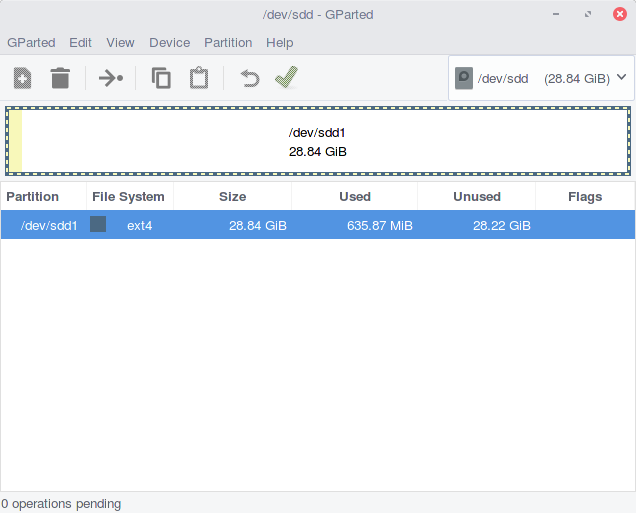 /dev/sdd - GParted
GParted Edit View Device Partition Help
/dev/sdd (28.84 GiB)
/dev/sdd1
28.84 GiB
Partition File System Size Used Unused Flags
/dev/sdd1 ext4 28.84 GiB 635.87 MiB 28.22 GiB
0 operations pending